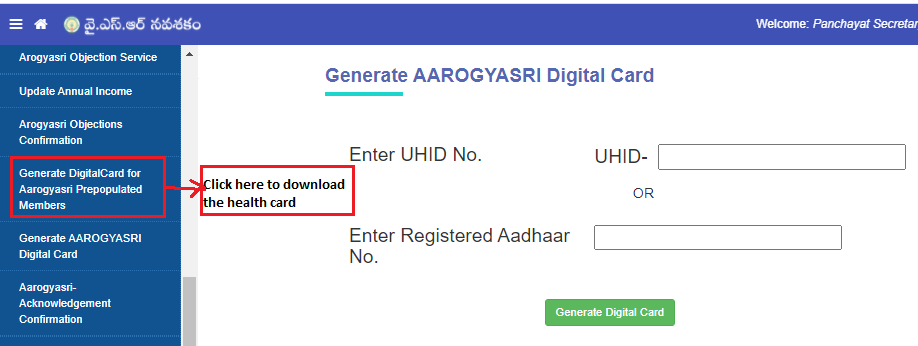 వై.ఎస్.ఆర్ నవశకం
Welcome: Panchayat Secretar
Arogyasri Objection Service
Update Annual Income
Arogyasri Objections
Confirmation
Generate DigitalCard for
Aarogyasri Prepopulated
Members
Generate AAROGYASRI
Digital Card
Aarogyasri-
Acknowledgement
Confirmation
Click here to download
the health card
Generate AAROGYASRI Digital Card
Enter UHID No.
UHID-
OR
Enter Registered Aadhaar
No.
Generate Digital Card